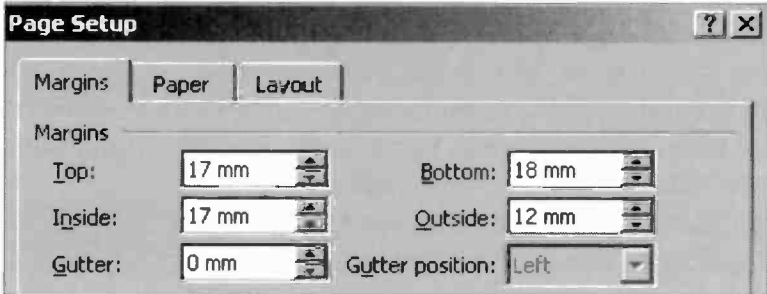 Page Setup ? X
Margins Paper Layout
Margins
Top: 17 mm Bottom: 18 mm
Inside: 17 mm Outside: 12 mm
Gutter: 0 mm Gutter position: Left